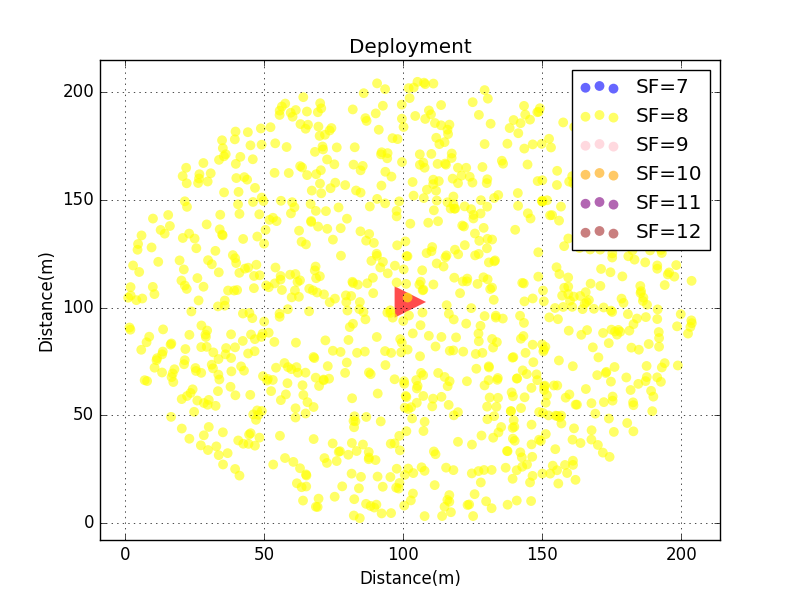 Deployment
SF=7
SF=8
SF=9
SF=10
SF=11
SF=12
200
150
100
50
0
Distance(m)
0 50 100 150 200
Distance(m)